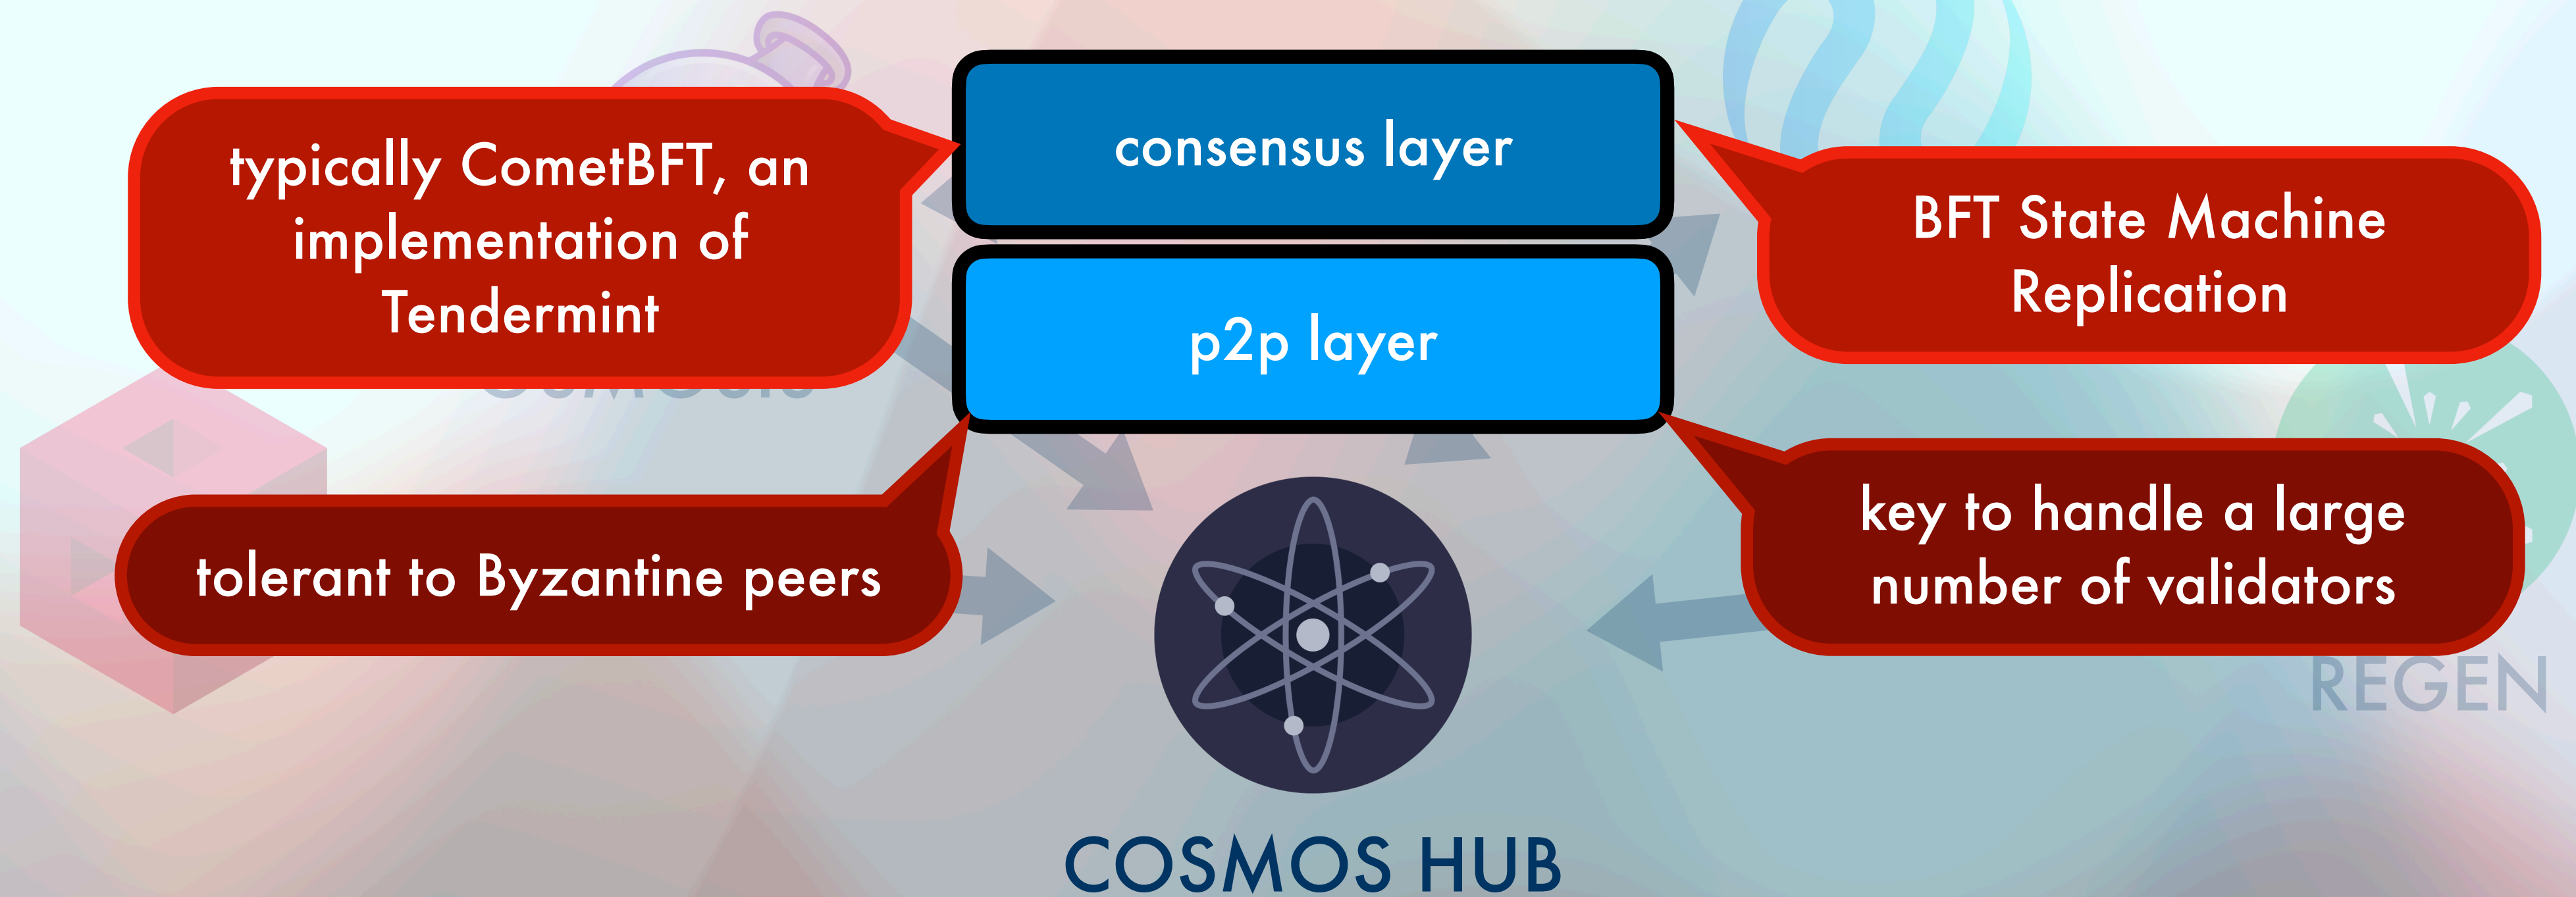 consensus layer
typically CometBFT, an
implementation of
Tendermint
BFT State Machine
Replication
p2p layer
tolerant to Byzantine peers
key to handle a large
number of validators
REGEN
COSMOS HUB